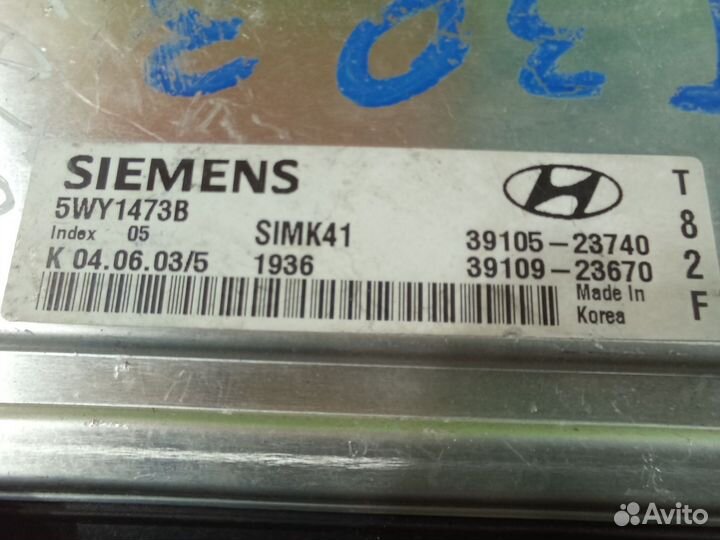 SIEMENS
5WY1473B
Index 05 SIMK41 39105-23740
K 04.06.03/5 1936 39109-23670
Made In
Korea
T
8
2
F
Avito